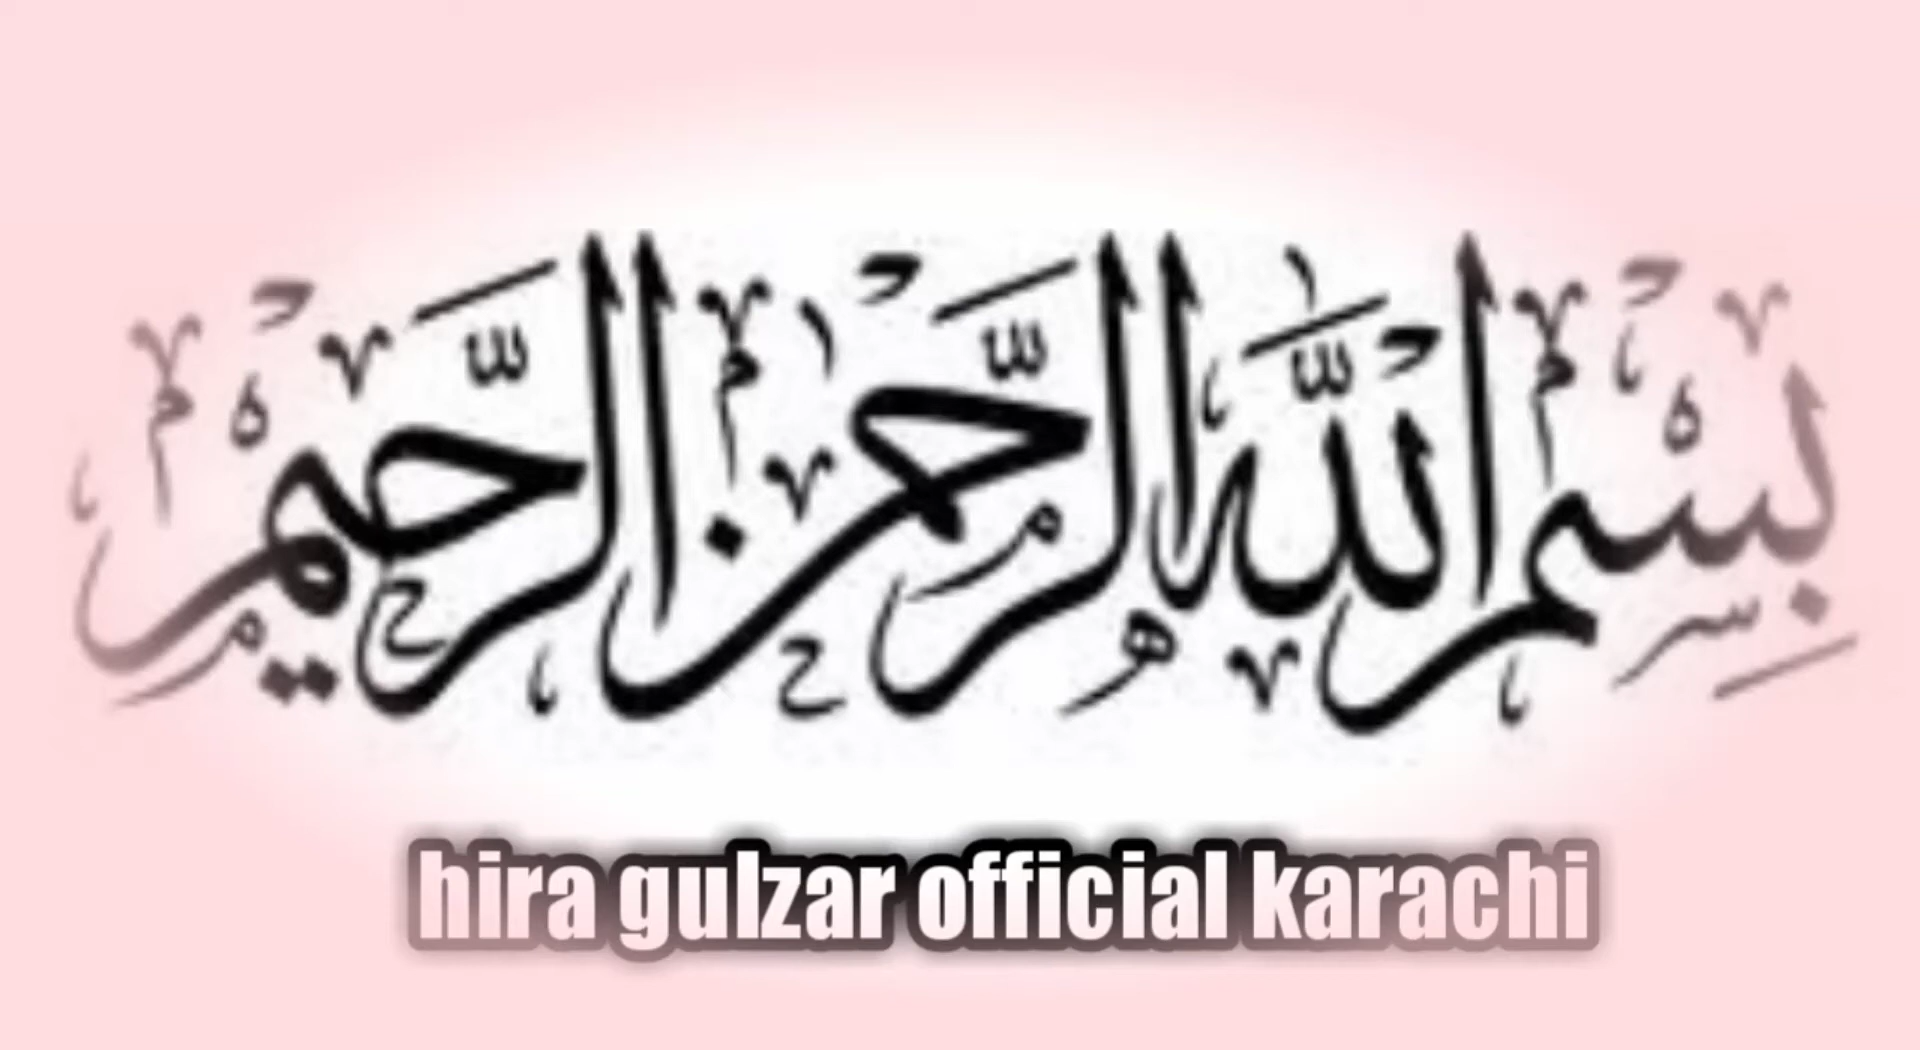 بِسْمِ اللَّهِ الرَّحْمَنِ الرَّحِيمِ
hira gulzar official karachi